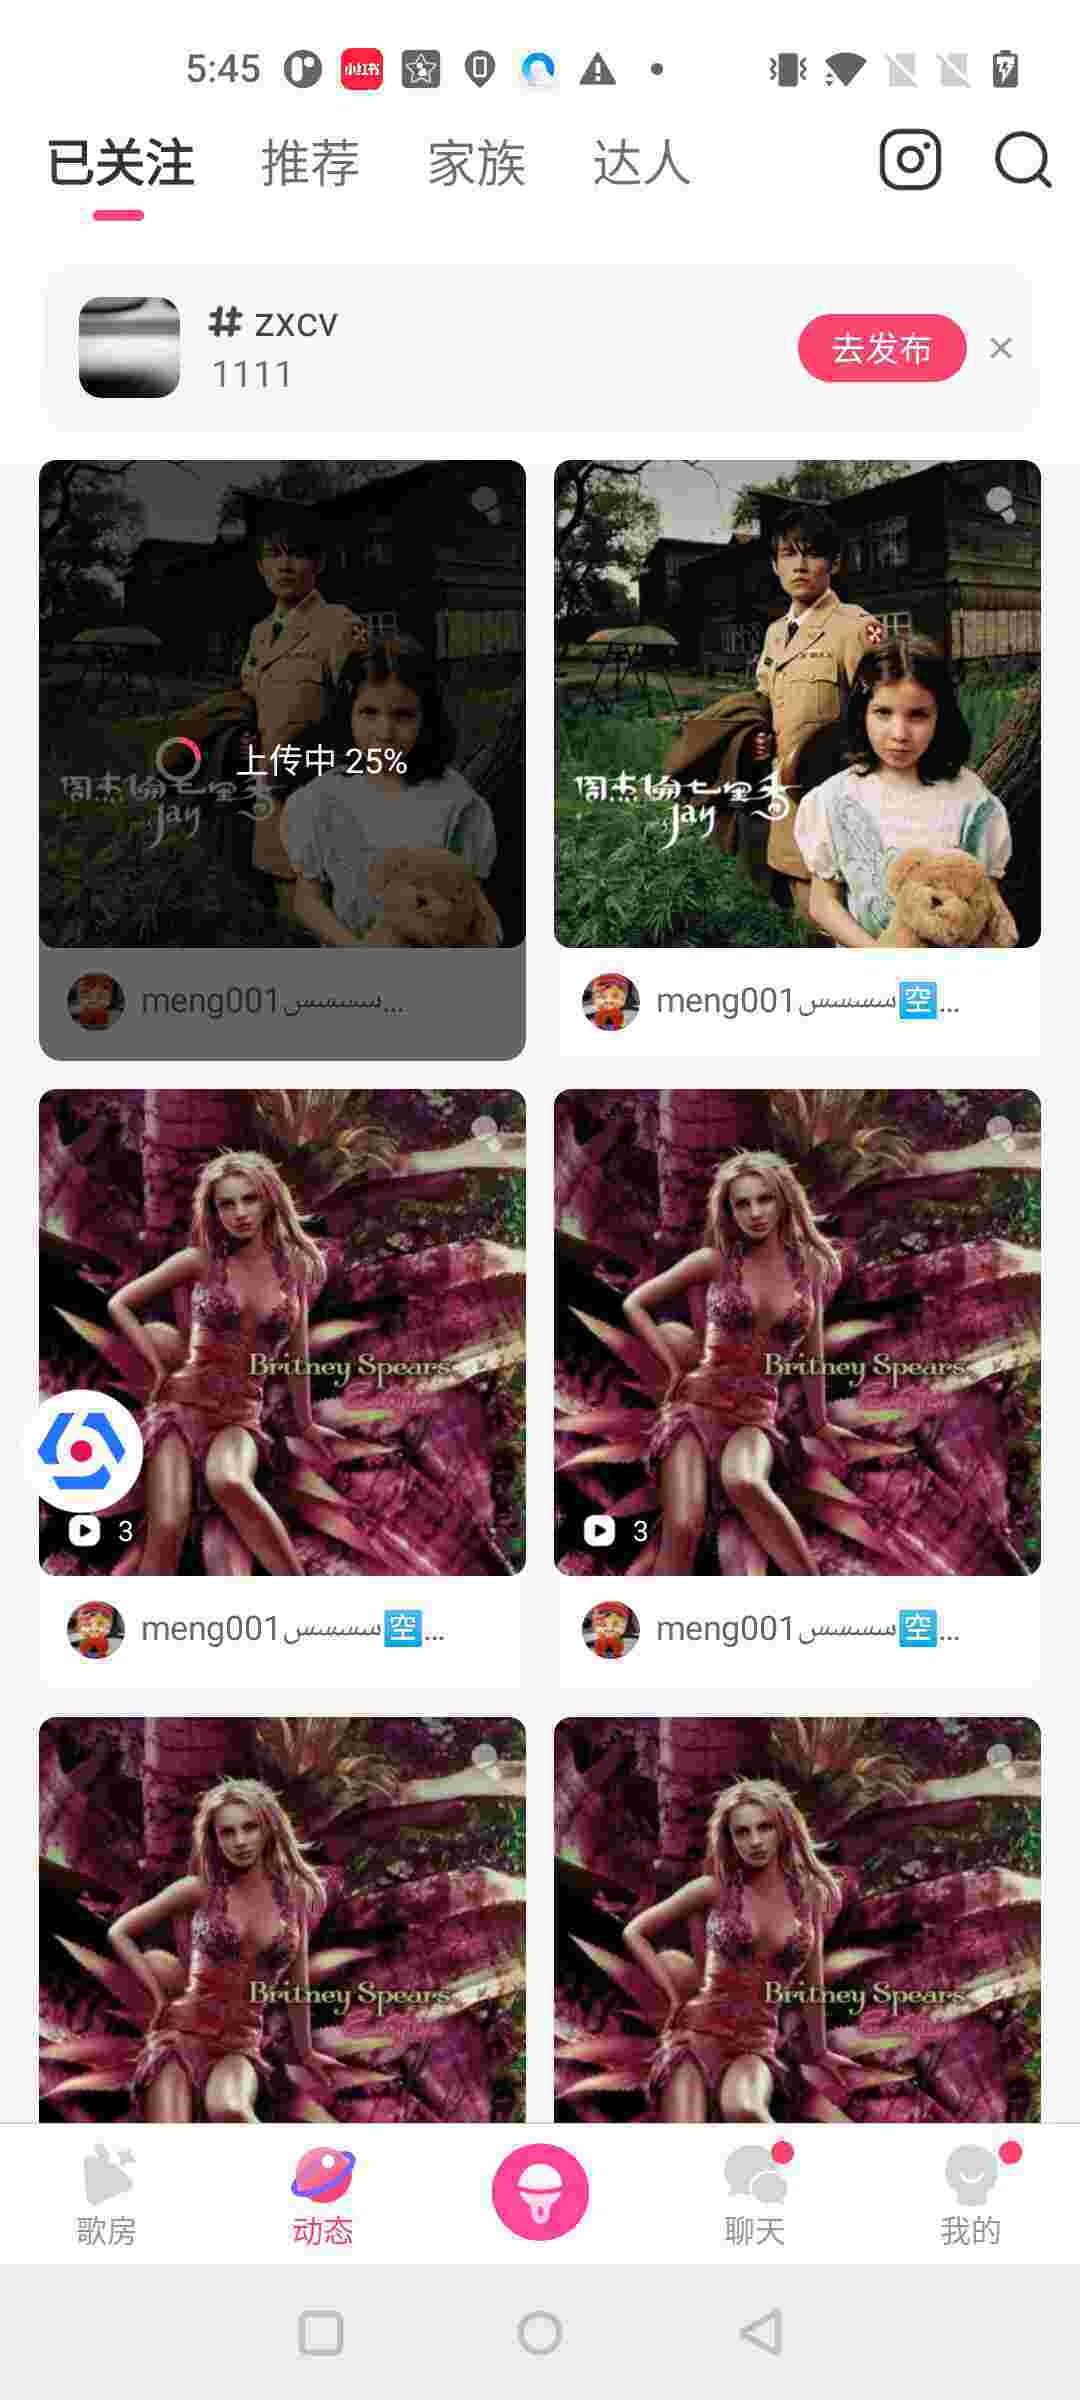 5:45
小红书
已关注 推荐 家族 达人
# zxcv
1111
去发布
周杰倫七里香
Jay
上传中 25%
周杰倫七里香
Jay
meng001سسسسس...
meng001سسسسس🈳...
Britney Spears
3
Britney Spears
3
meng001سسسسس🈳...
meng001سسسسس🈳...
Britney Spears
Britney Spears
歌房 动态 聊天 我的